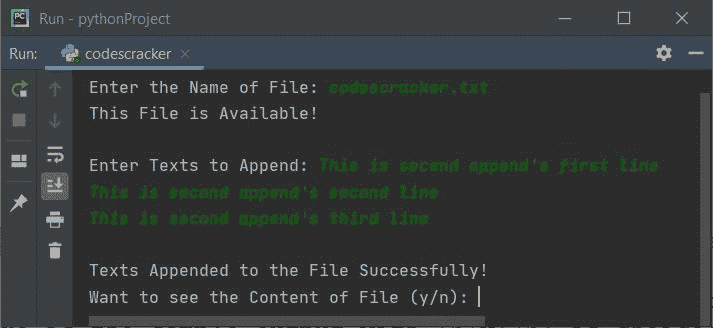 PC
Run - pythonProject
Run: codescracker
Enter the Name of File: codescracker.txt
This File is Available!
Enter Texts to Append: This is second append's first line
This is second append's second line
This is second append's third line
Texts Appended to the File Successfully!
Want to see the Content of File (y/n):